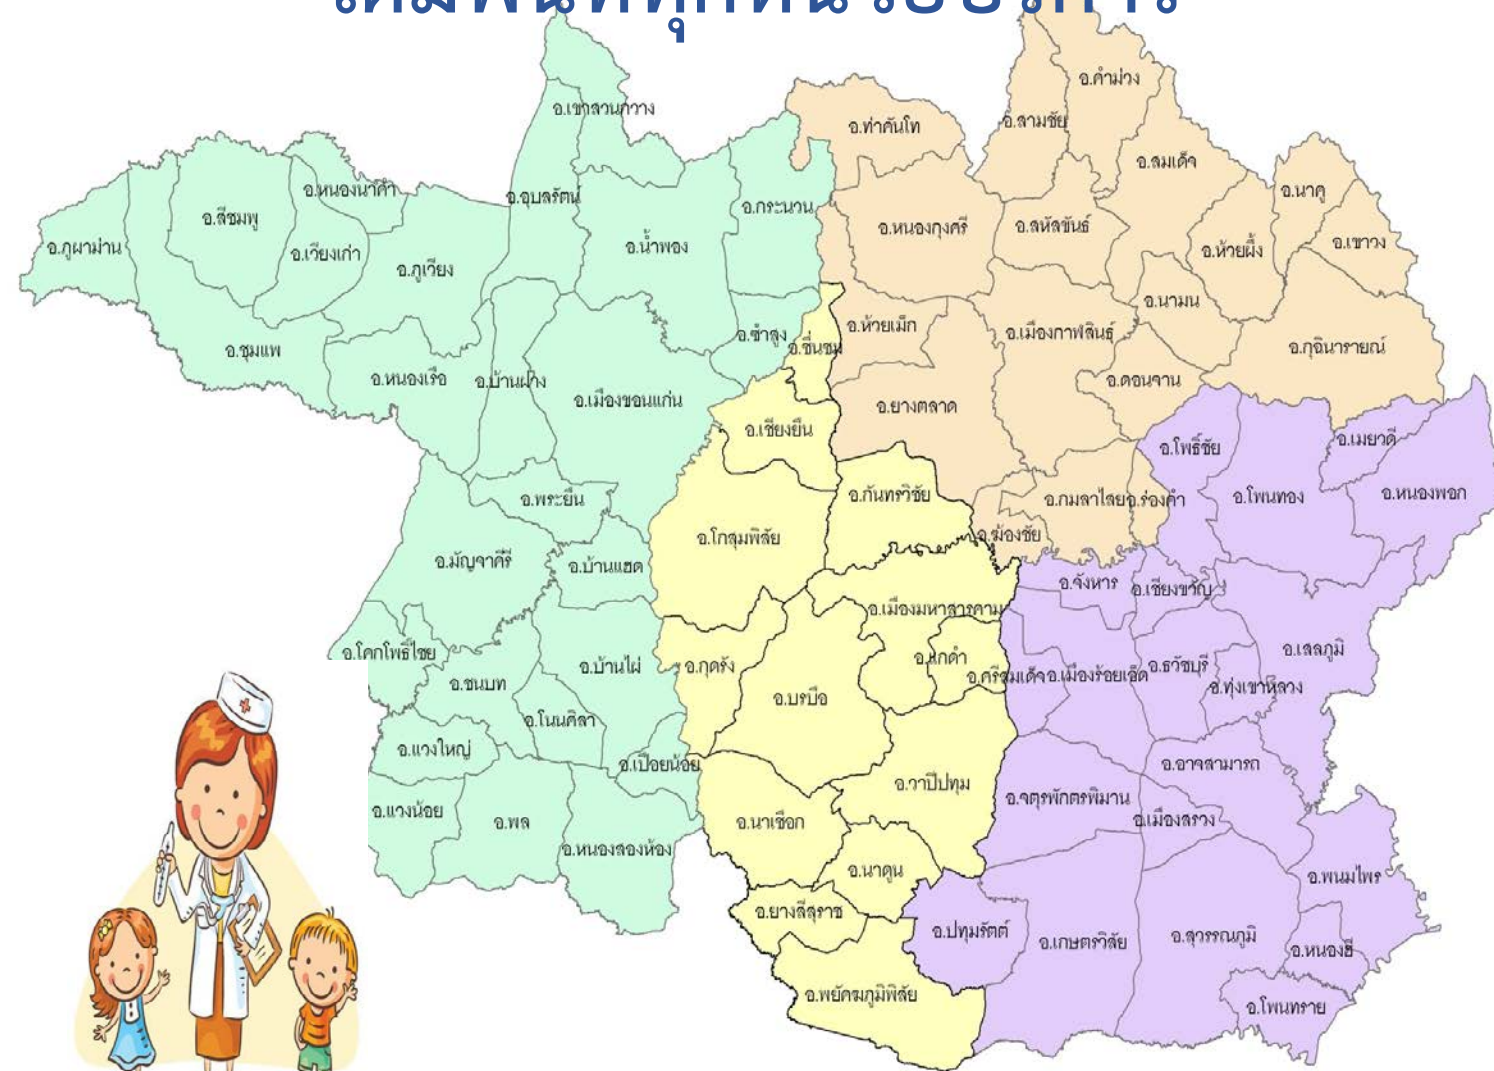 เต็มพื้นที่ทุกหน่วยบริการ
อ.คำม่วง
อ.เขาสวนกวาง
อ.ท่าคันโท
อ.สามชัย
อ.สมเด็จ
อ.หนองนาคำ
อ.นาคู
อ.อุบลรัตน์
อ.กระนวน
อ.สีชมพู
อ.หนองกุงศรี
อ.สหัสขันธ์
อ.ภูผาม่าน
อ.เวียงเก่า
อ.น้ำพอง
อ.ห้วยผึ้ง
อ.เขาวง
อ.ภูเวียง
อ.นามน
อ.ห้วยเม็ก
อ.ซำสูง
อ.ชื่นชม
อ.เมืองกาฬสินธุ์
อ.กุฉินารายณ์
อ.ชุมแพ
อ.หนองเรือ
อ.บ้านฝาง
อ.ดอนจาน
อ.เมืองขอนแก่น
อ.ยางตลาด
อ.เชียงยืน
อ.โพธิ์ชัย
อ.เมยวดี
อ.พระยืน
อ.กันทรวิชัย
อ.กมลาไสย
อ.ร่องคำ
อ.โพนทอง
อ.หนองพอก
อ.โกสุมพิสัย
อ.ฆ้องชัย
อ.มัญจาคีรี
อ.บ้านแฮด
อ.จังหาร
อ.เชียงขวัญ
อ.เมืองมหาสารคาม
อ.โคกโพธิ์ไชย
อ.บ้านไผ่
อ.กุดรัง
อ.แกดำ
อ.ศรีสมเด็จ
อ.เมืองร้อยเอ็ด
อ.ธวัชบุรี
อ.เสลภูมิ
อ.ชนบท
อ.บรบือ
อ.ทุ่งเขาหลวง
อ.โนนศิลา
อ.แวงใหญ่
อ.เปือยน้อย
อ.อาจสามารถ
อ.วาปีปทุม
อ.จตุรพักตรพิมาน
อ.แวงน้อย
อ.พล
อ.นาเชือก
อ.เมืองสรวง
อ.หนองสองห้อง
อ.นาดูน
อ.พนมไพร
อ.ยางสีสุราช
อ.ปทุมรัตต์
อ.เกษตรวิสัย
อ.สุวรรณภูมิ
อ.หนองฮี
อ.พยัคฆภูมิพิสัย
อ.โพนทราย